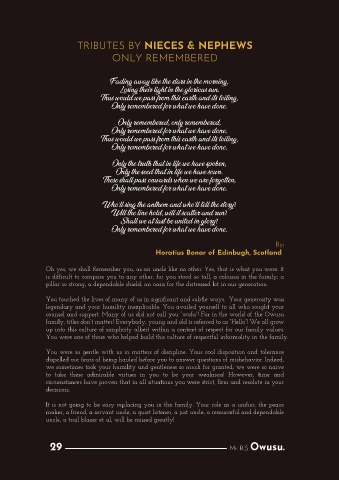 TRIBUTES BY NIECES & NEPHEWS
ONLY REMEMBERED
Fading away like the stars in the morning,
Losing their light in the glorious sun.
Thus would we pass from this earth and its toiling,
Only remembered for what we have done.
Only remembered, only remembered,
Only remembered for what we have done.
Thus would we pass from this earth and its toiling,
Only remembered for what we have done.
Only the truth that in life we have spoken,
Only the seed that in life we have sown.
These shall pass onwards when we are forgotten,
Only remembered for what we have done.
Who'll sing the anthem and who'll tell the story?
Will the line hold, will it scatter and run?
Shall we at last be united in glory?
Only remembered for what we have done.
By:
Horatius Bonar of Edinbugh, Scotland
Oh yes, we shall Remember you, as an uncle like no other. Yes, that is what you were. It
is difficult to compare you to any other, for you stood so tall, a colossus in the family; a
pillar so strong, a dependable shield, an oasis for the distressed lot in our generation.
You touched the lives of many of us in significant and subtle ways. Your generosity was
legendary and your humility inexplicable. You availed yourself to all who sought your
counsel and support. Many of us did not call you "wofa"! For in the world of the Owusu
family, titles don't matter! Everybody, young and old is referred to as "Hello"! We all grew
up into this culture of simplicity albeit within a context of respect for our family values.
You were one of those who helped build this culture of respectful informality in the family.
You were so gentle with us in matters of discipline. Your cool disposition and tolerance
dispelled our fears of being hauled before you to answer questions of misbehavior. Indeed,
we sometimes took your humility and gentleness so much for granted; we were so naive
to take these admirable virtues in you to be your weakness! However, time and
circumstances have proven that in all situations you were strict, firm and resolute in your
decisions.
It is not going to be easy replacing you in the family. Your role as a unifier, the peace
maker, a friend, a servant uncle, a quiet listener, a just uncle, a resourceful and dependable
uncle, a trail blazer et al, will be missed greatly!
29 Mr. R.S Owusu.